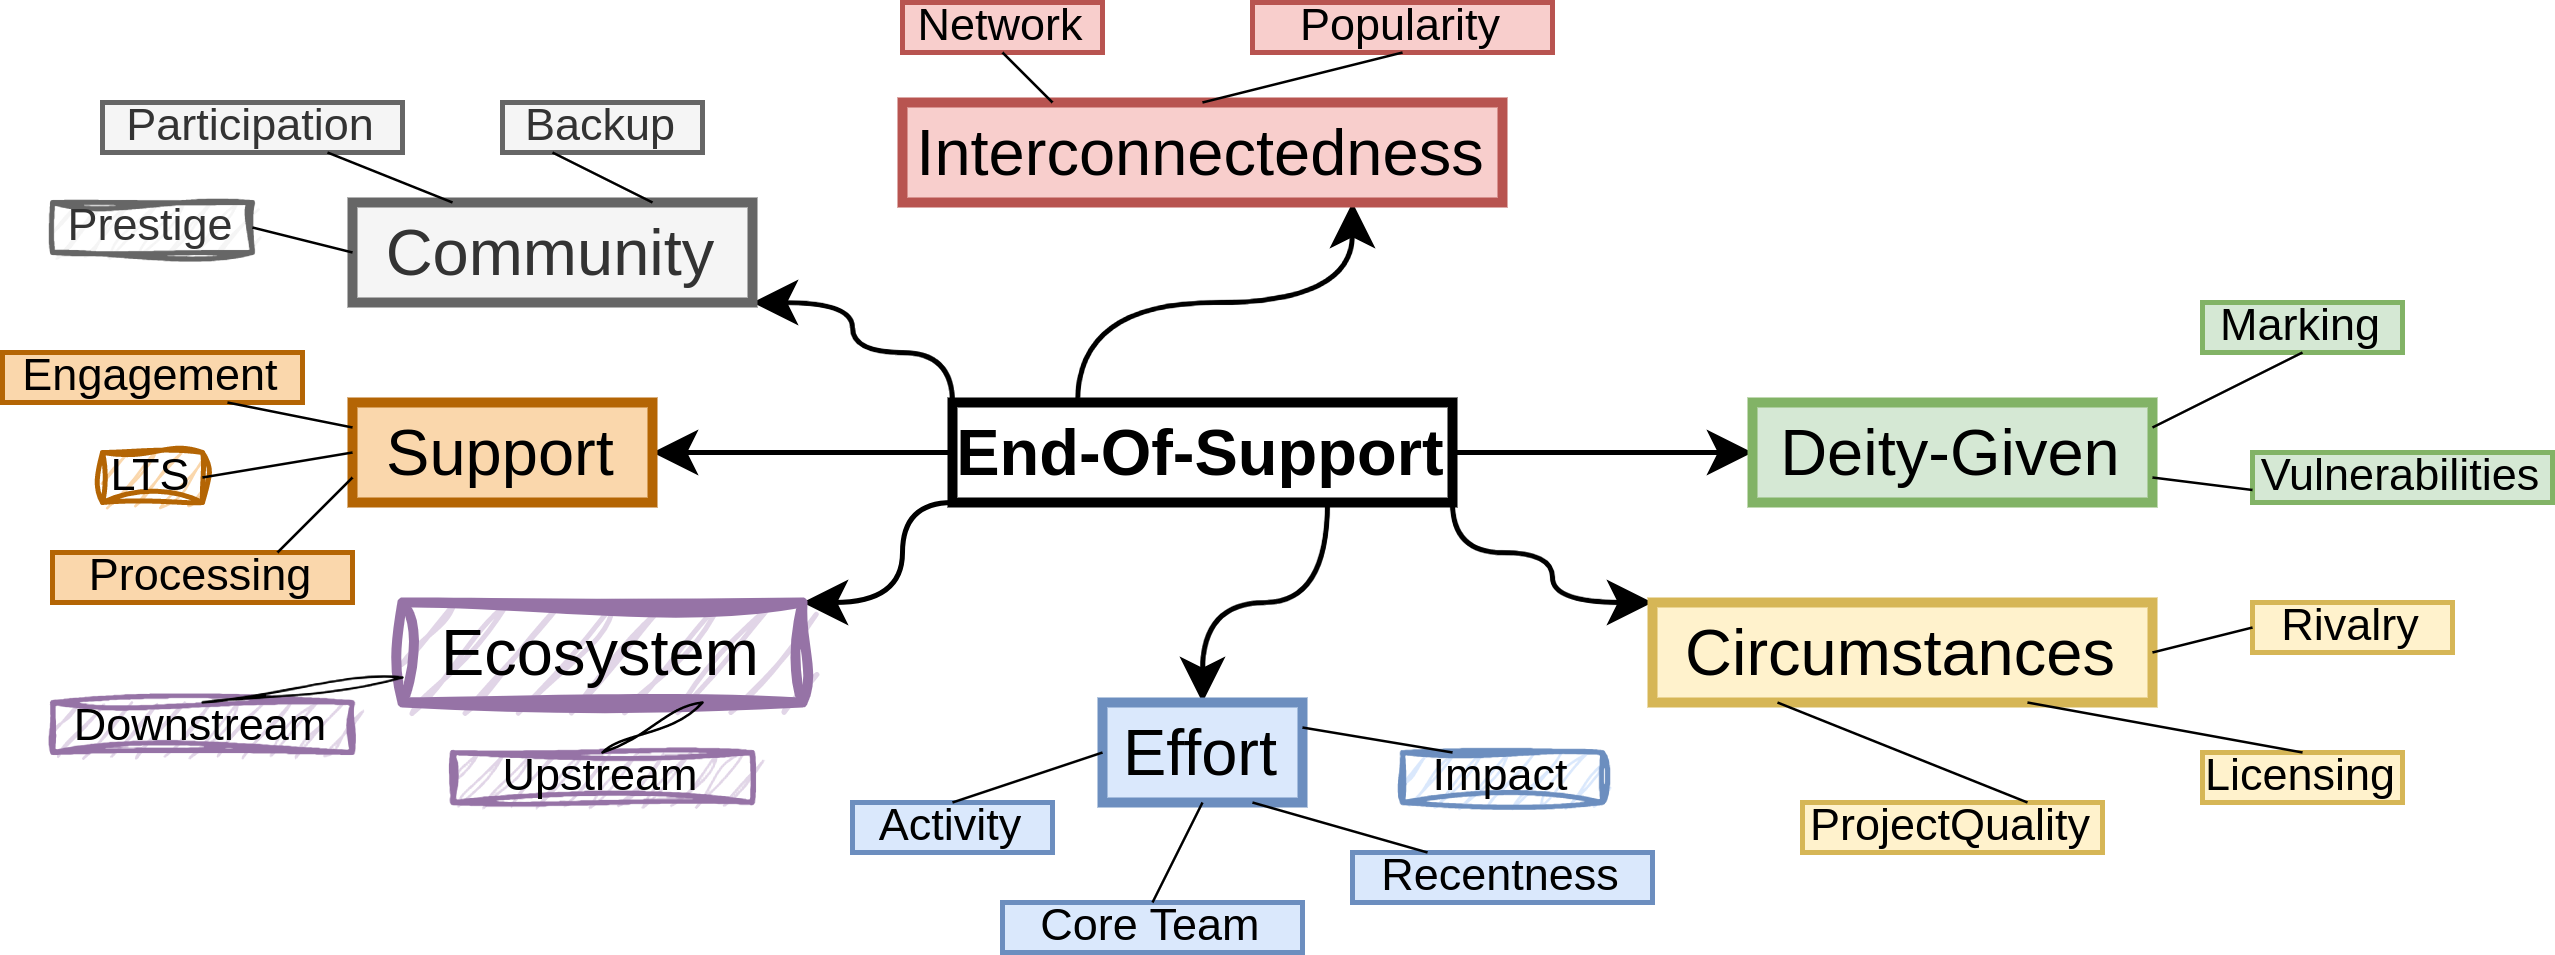 Network
Popularity
Participation
Backup
Interconnectedness
Prestige
Community
Marking
Engagement
Support
End-Of-Support
Deity-Given
LTS
Vulnerabilities
Processing
Ecosystem
Circumstances
Rivalry
Downstream
Upstream
Effort
Impact
Licensing
Activity
ProjectQuality
Recentness
Core Team